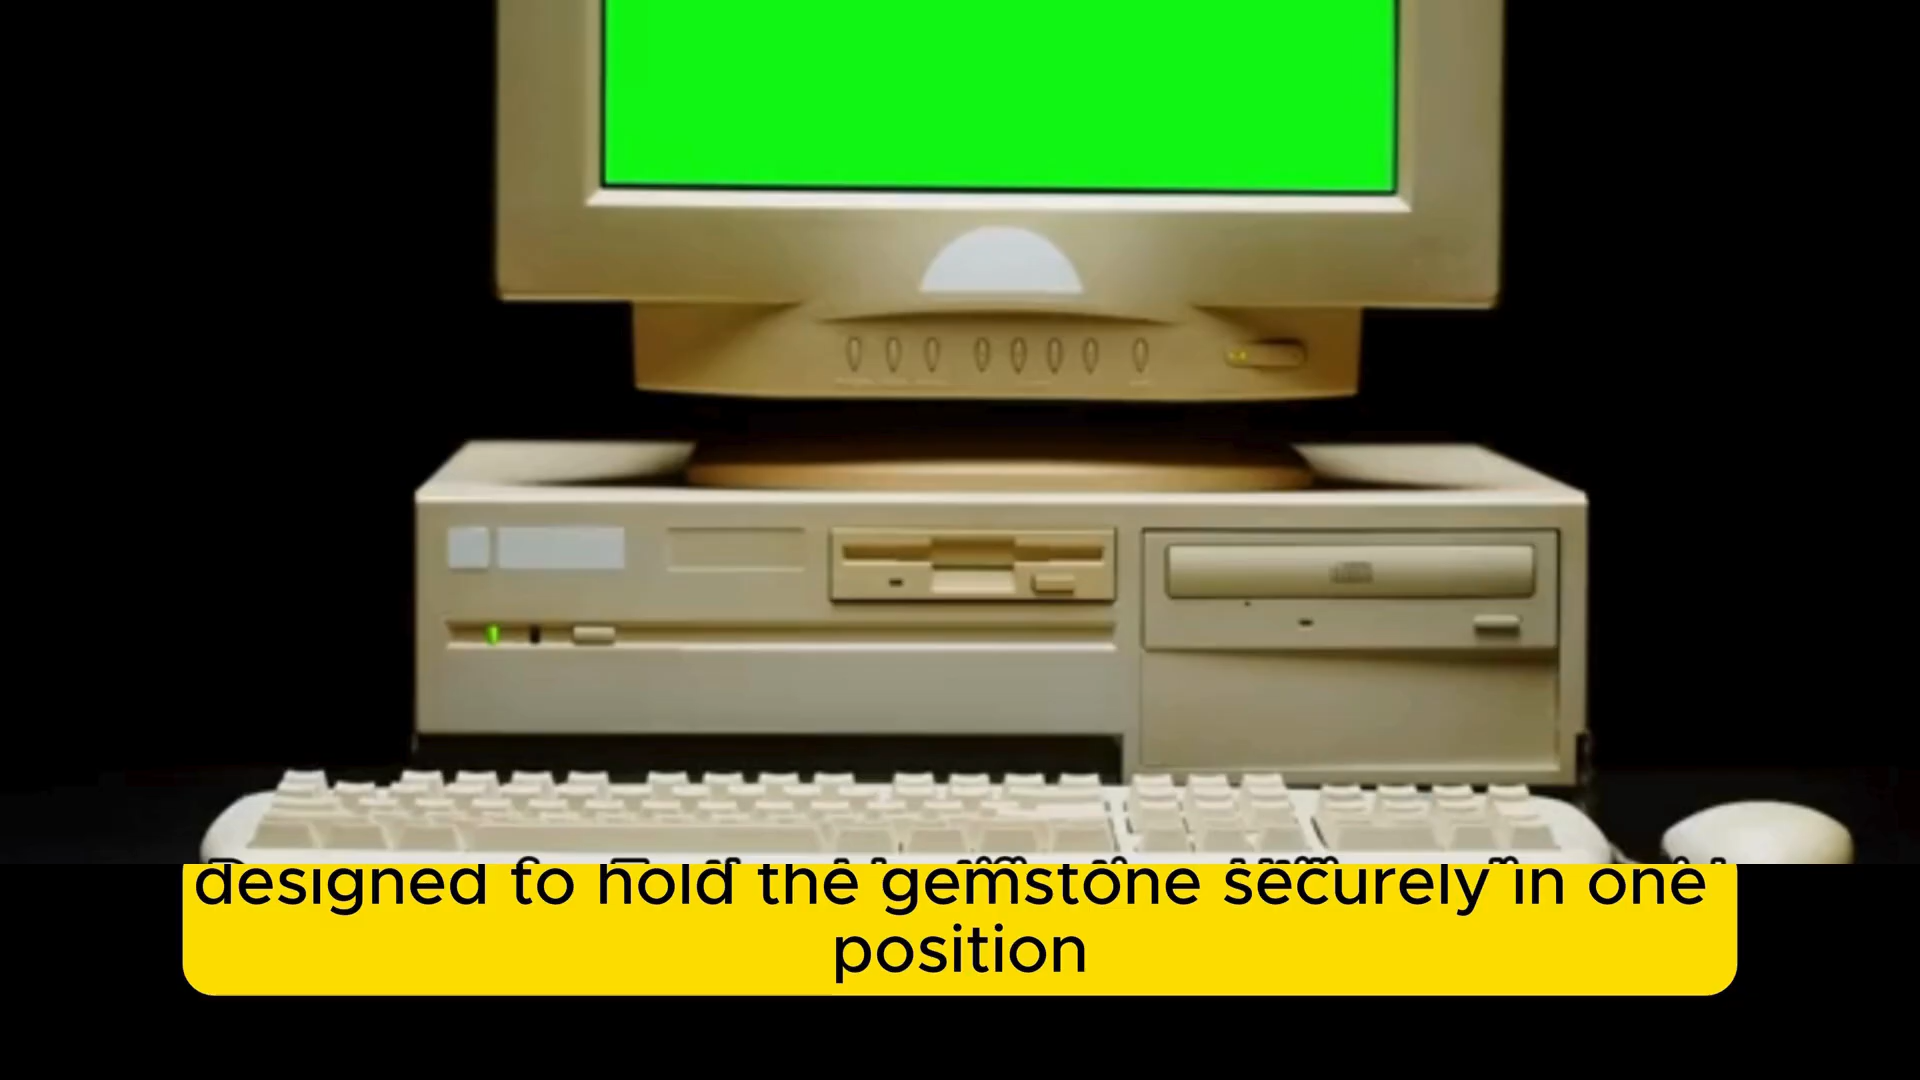 designed to hold the gemstone securely in one
position